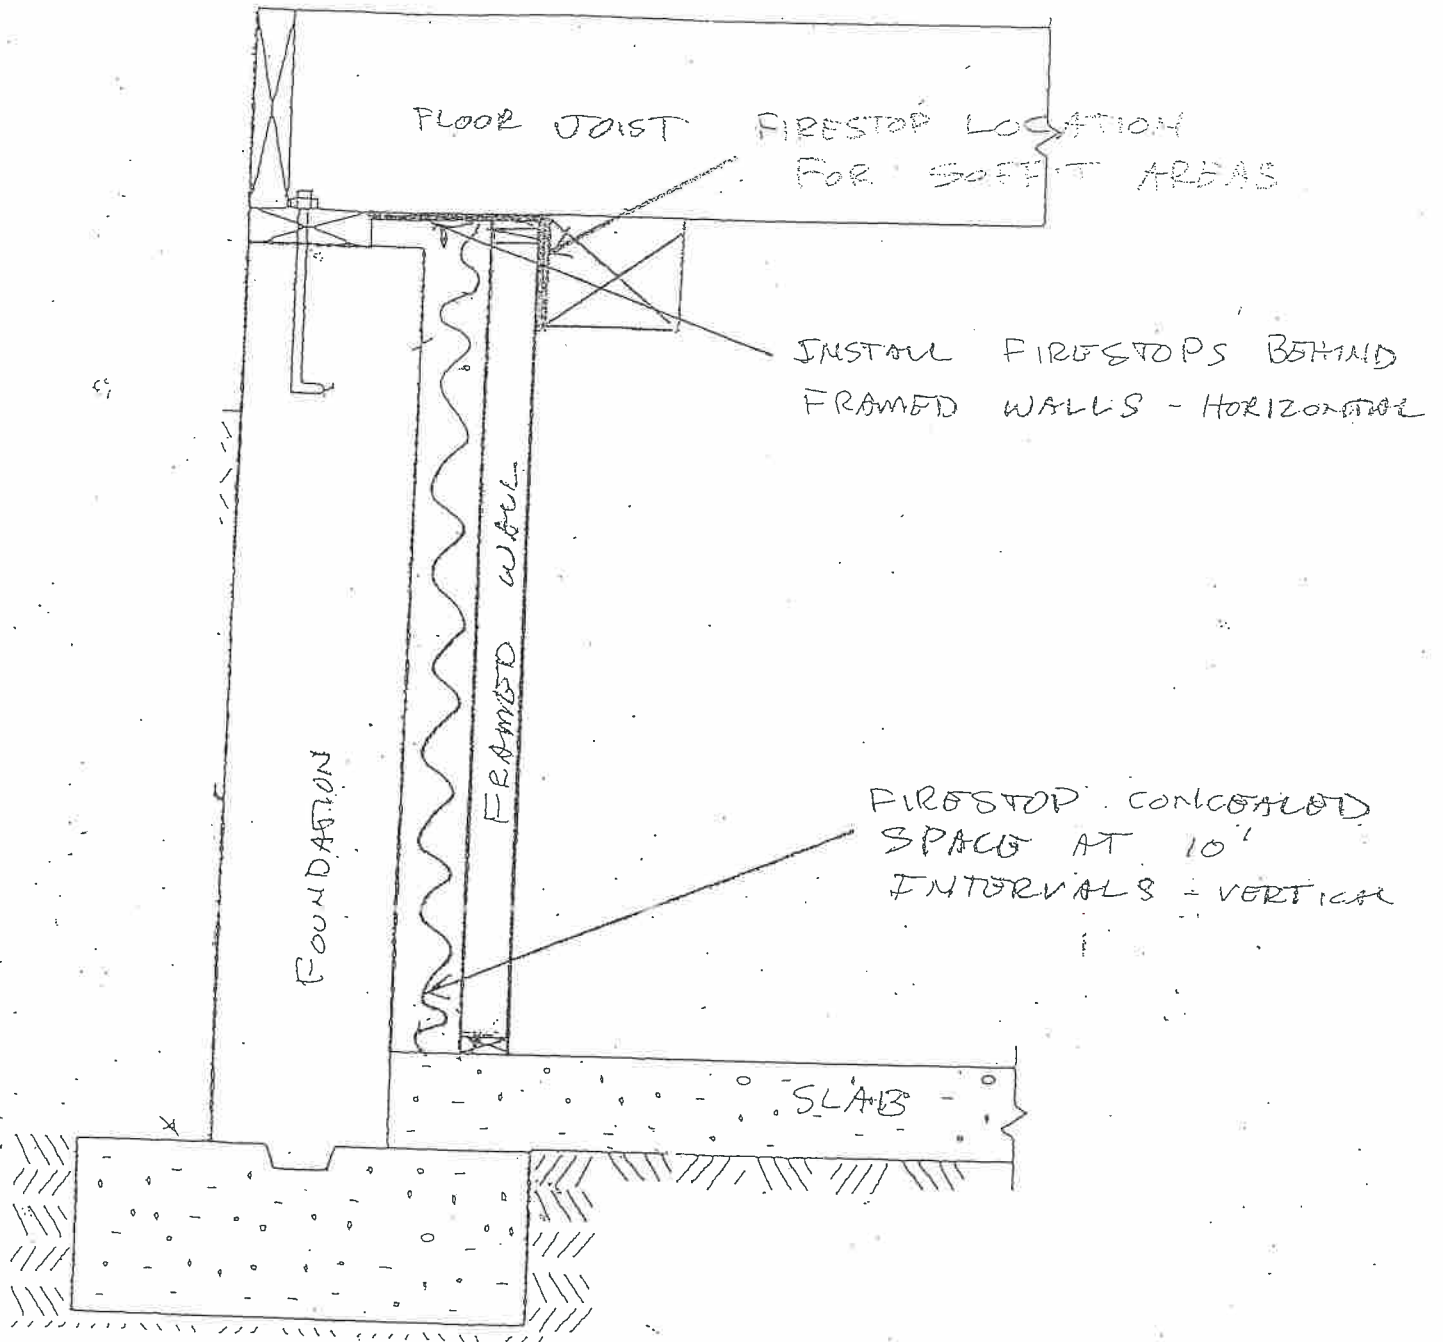 FLOOR JOIST
FIRESTOP LOCATION
FOR SOFFIT AREAS
INSTALL FIRESTOPS BEHIND
FRAMED WALLS - HORIZONTAL
FRAMED WALL
FOUNDATION
FIRESTOP CONCEALED
SPACE AT 10'
INTERVALS - VERTICAL
SLAB